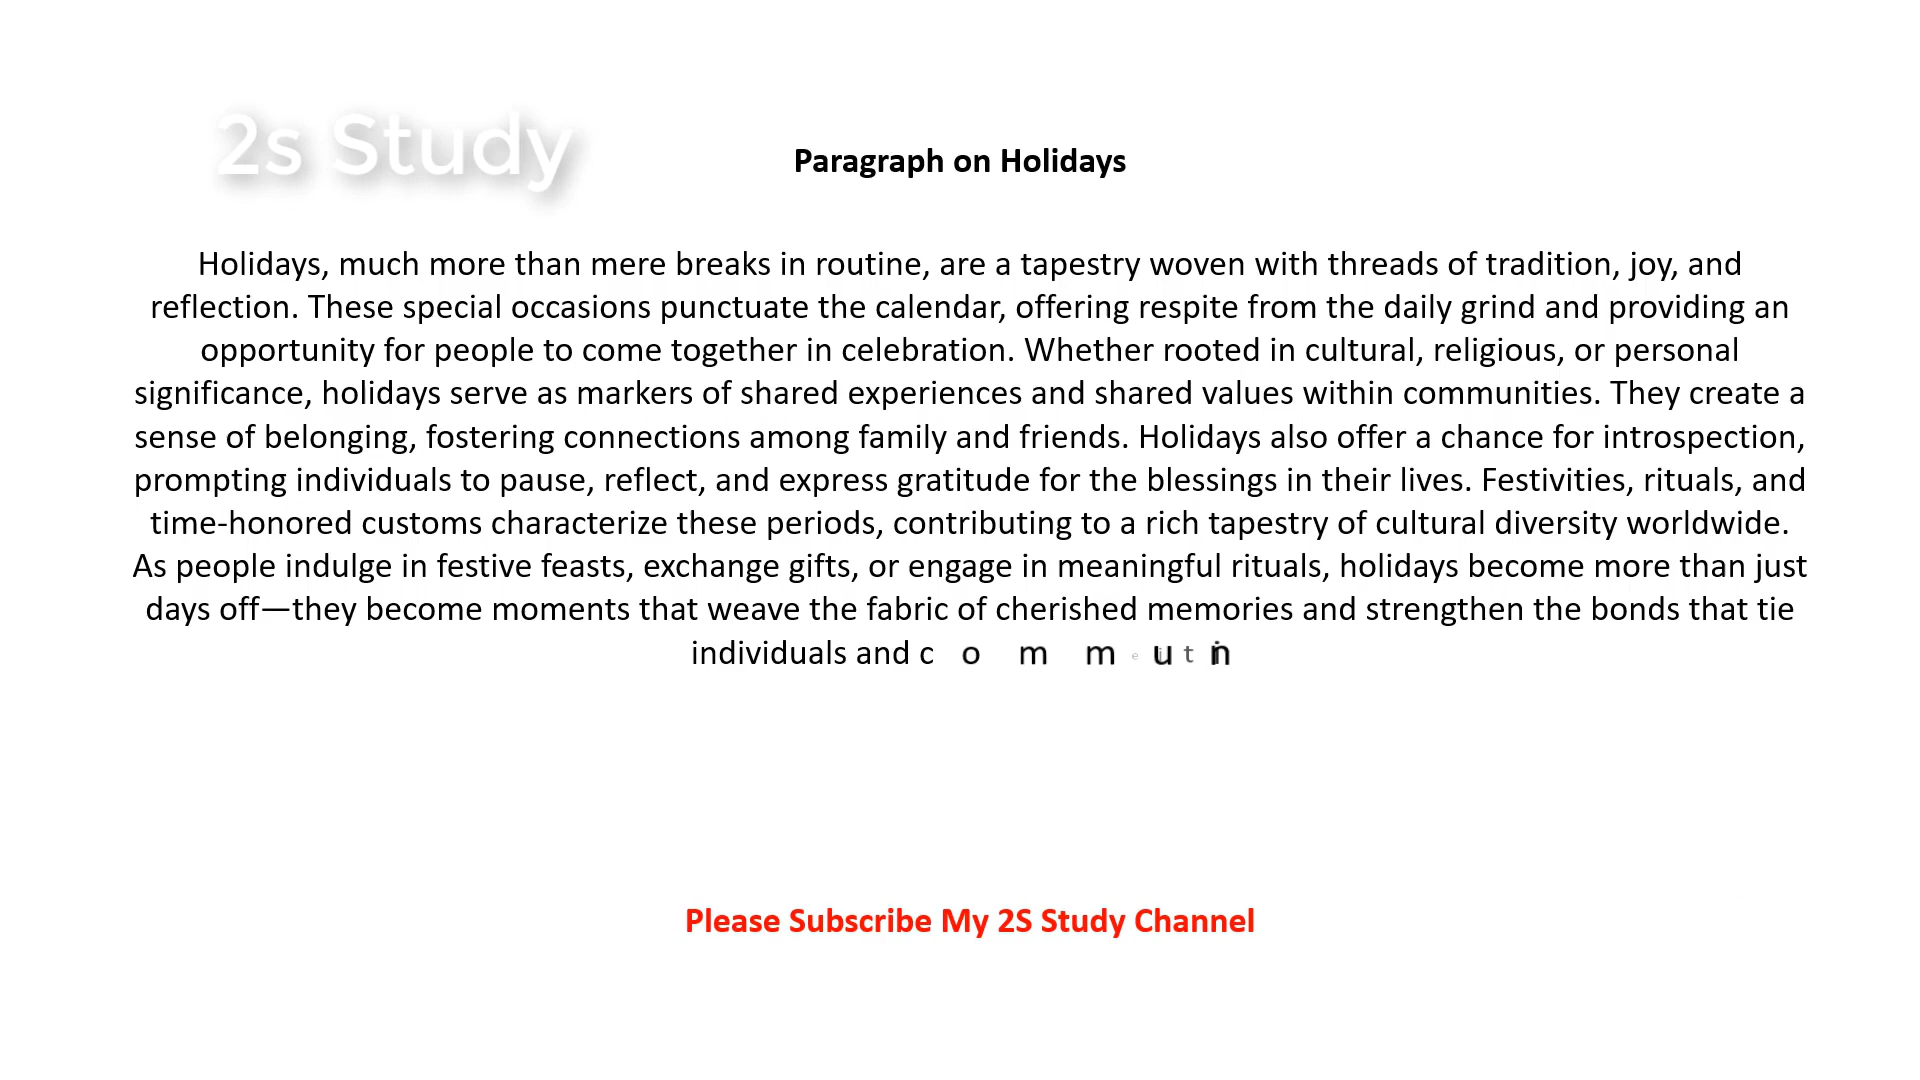 2s Study
Paragraph on Holidays
Holidays, much more than mere breaks in routine, are a tapestry woven with threads of tradition, joy, and
reflection. These special occasions punctuate the calendar, offering respite from the daily grind and providing an
opportunity for people to come together in celebration. Whether rooted in cultural, religious, or personal
significance, holidays serve as markers of shared experiences and shared values within communities. They create a
sense of belonging, fostering connections among family and friends. Holidays also offer a chance for introspection,
prompting individuals to pause, reflect, and express gratitude for the blessings in their lives. Festivities, rituals, and
time-honored customs characterize these periods, contributing to a rich tapestry of cultural diversity worldwide.
As people indulge in festive feasts, exchange gifts, or engage in meaningful rituals, holidays become more than just
days off—they become moments that weave the fabric of cherished memories and strengthen the bonds that tie
individuals and
Please Subscribe My 2S Study Channel